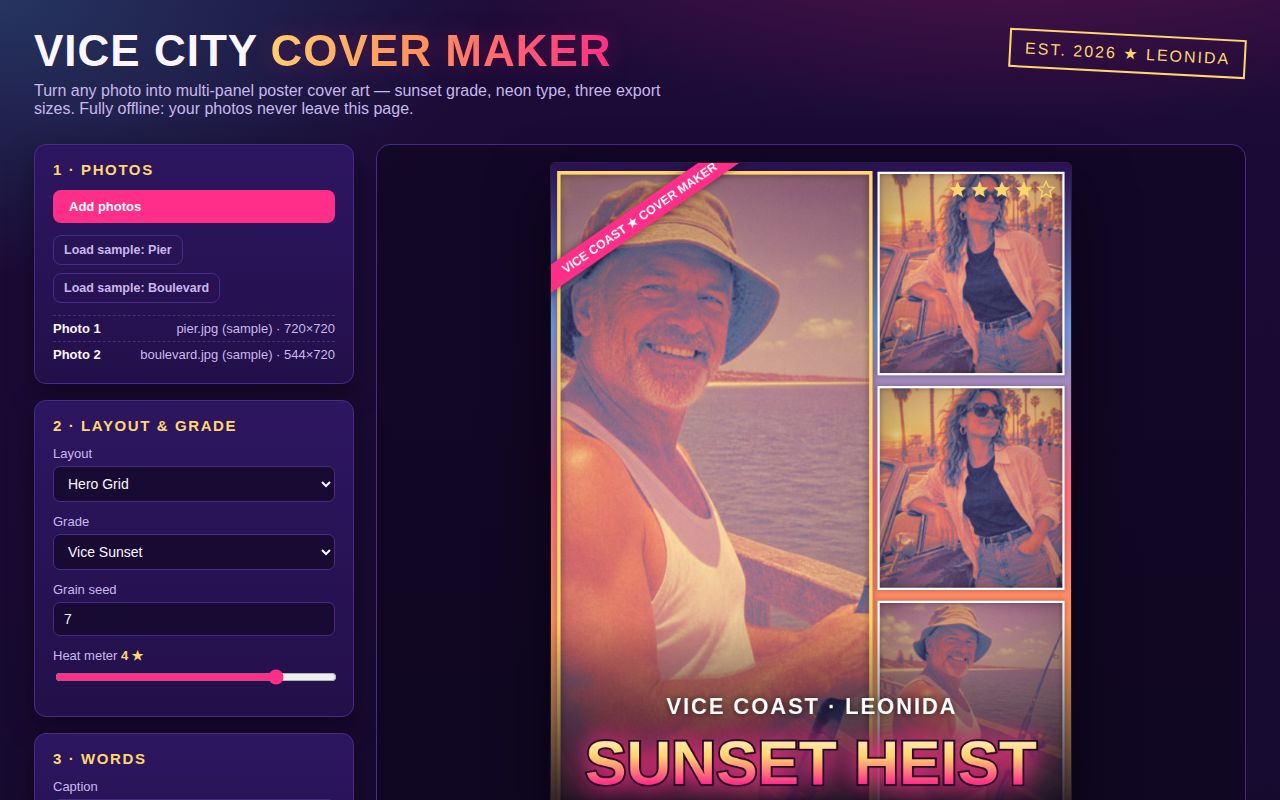 VICE CITY COVER MAKER
EST. 2026 ★ LEONIDA
Turn any photo into multi-panel poster cover art — sunset grade, neon type, three export
sizes. Fully offline: your photos never leave this page.
1 · PHOTOS
Add photos
Load sample: Pier
Load sample: Boulevard
Photo 1 pier.jpg (sample) · 720×720
Photo 2 boulevard.jpg (sample) · 544×720
2 · LAYOUT & GRADE
Layout
Hero Grid
Grade
Vice Sunset
Grain seed
7
Heat meter 4 ★
3 · WORDS
Caption
VICE COAST ★ COVER MAKER
★★★★☆
VICE COAST · LEONIDA
SUNSET HEIST